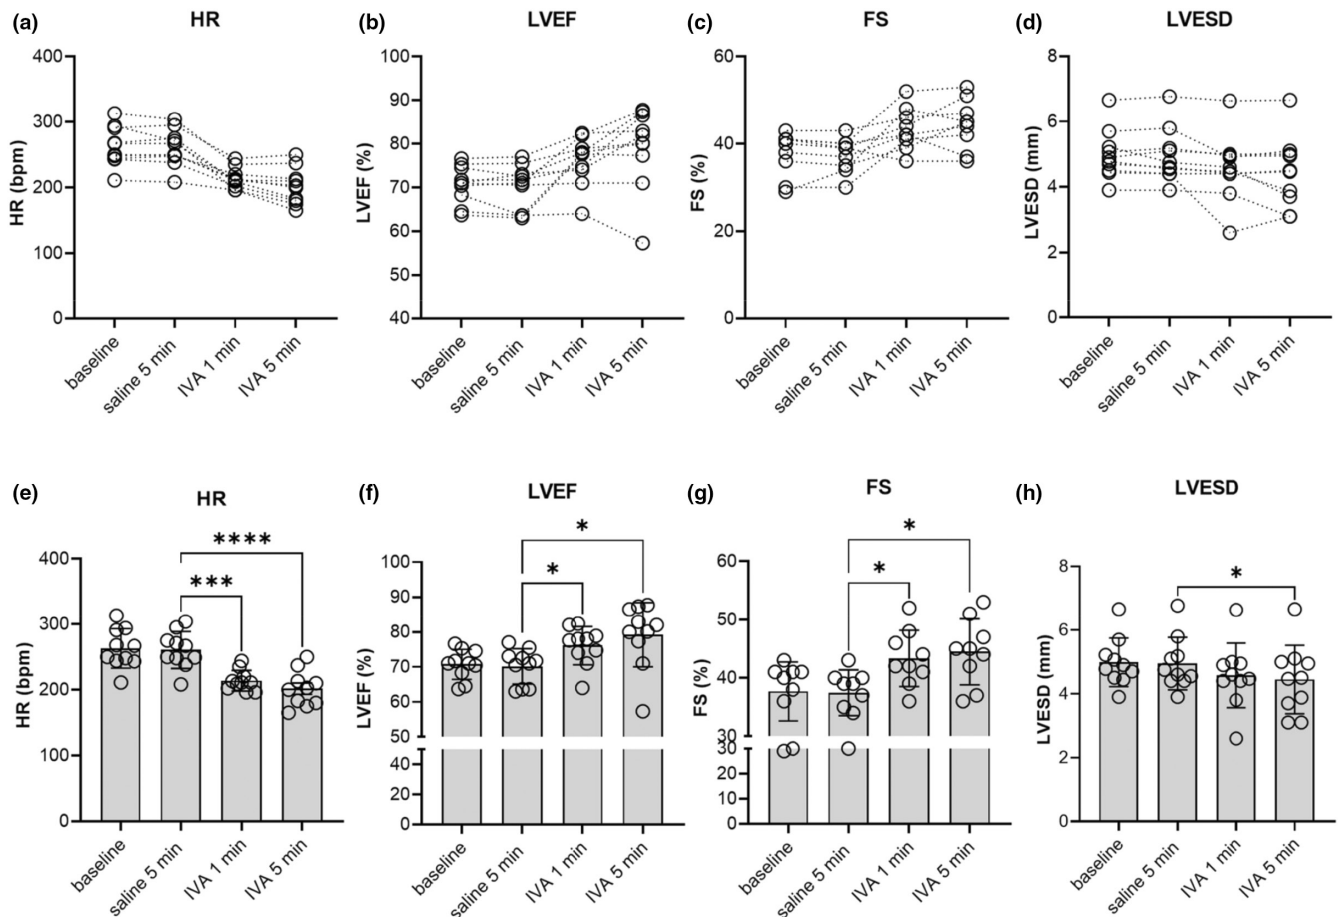 (a) HR
(b) LVEF
(c) FS
(d) LVESD
HR (bpm)
400
300
200
100
0
baseline
saline 5 min
IVA 1 min
IVA 5 min
LVEF (%)
100
90
80
70
60
50
40
baseline
saline 5 min
IVA 1 min
IVA 5 min
FS (%)
60
40
20
0
baseline
saline 5 min
IVA 1 min
IVA 5 min
LVESD (mm)
8
6
4
2
0
baseline
saline 5 min
IVA 1 min
IVA 5 min
(e) HR
(f) LVEF
(g) FS
(h) LVESD
****
***
HR (bpm)
400
300
200
100
0
baseline
saline 5 min
IVA 1 min
IVA 5 min
*
*
LVEF (%)
100
90
80
70
60
50
40
20
0
baseline
saline 5 min
IVA 1 min
IVA 5 min
*
*
FS (%)
60
50
40
30
30
20
10
0
baseline
saline 5 min
IVA 1 min
IVA 5 min
*
LVESD (mm)
8
6
4
2
0
baseline
saline 5 min
IVA 1 min
IVA 5 min